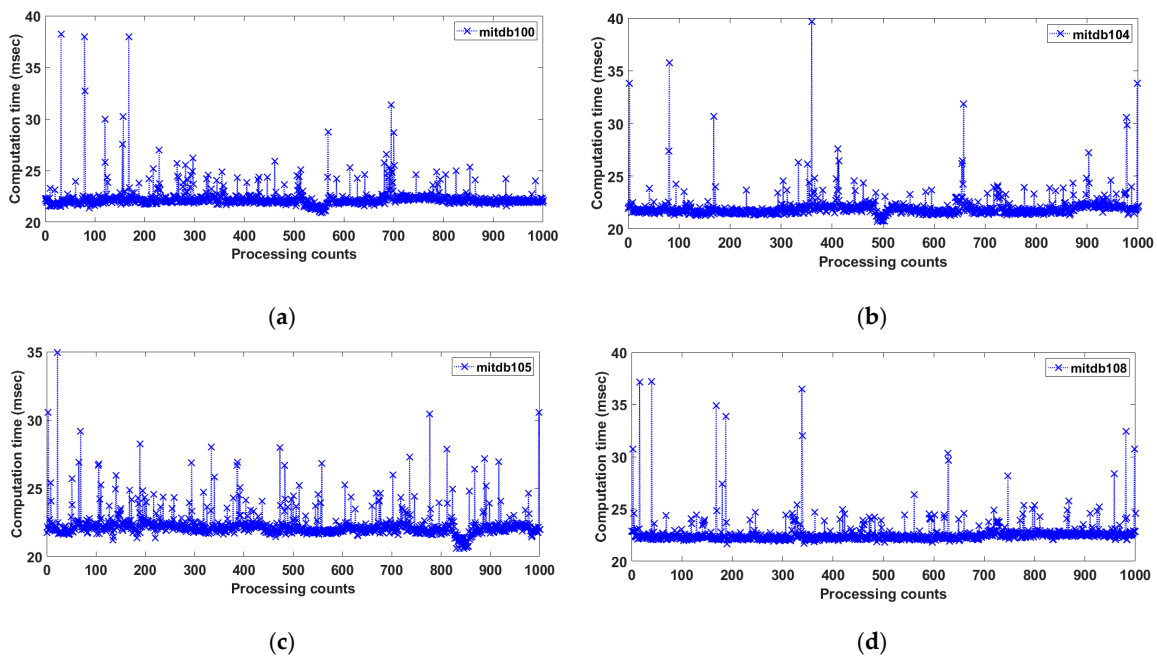 40
35
30
25
20
Computation time (msec)
mitdb100
0 100 200 300 400 500 600 700 800 900 1000
Processing counts
(a)
40
35
30
25
20
Computation time (msec)
mitdb104
0 100 200 300 400 500 600 700 800 900 1000
Processing counts
(b)
35
30
25
20
Computation time (msec)
mitdb105
0 100 200 300 400 500 600 700 800 900 1000
Processing counts
(c)
40
35
30
25
20
Computation time (msec)
mitdb108
0 100 200 300 400 500 600 700 800 900 1000
Processing counts
(d)